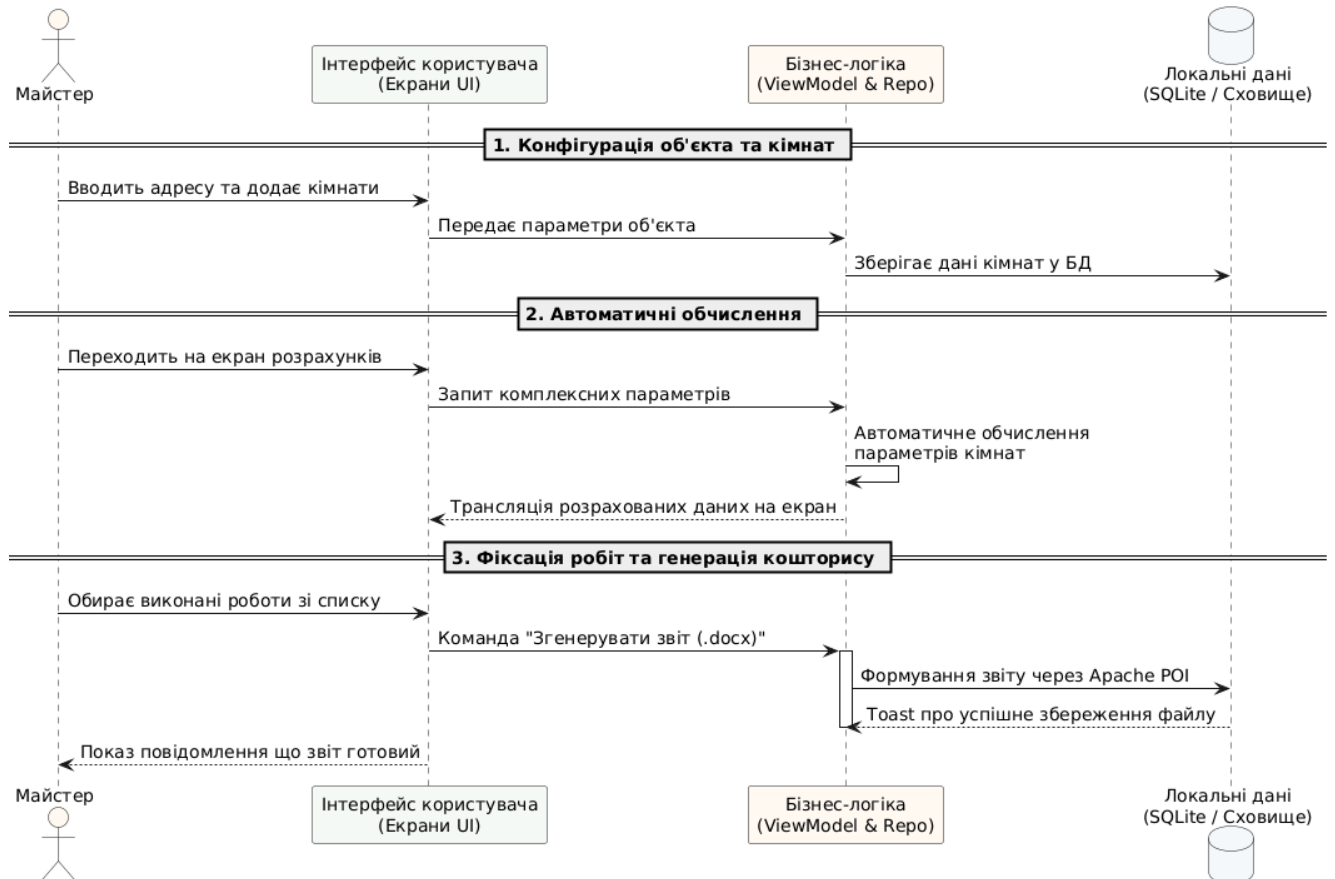 Майстер
Інтерфейс користувача
(Екрани UI)
Бізнес-логіка
(ViewModel & Repo)
Локальні дані
(SQLite / Сховище)
1. Конфігурація об'єкта та кімнат
Вводить адресу та додає кімнати
Передає параметри об'єкта
Зберігає дані кімнат у БД
2. Автоматичні обчислення
Переходить на екран розрахунків
Запит комплексних параметрів
Автоматичне обчислення
параметрів кімнат
Трансляція розрахованих даних на екран
3. Фіксація робіт та генерація кошторису
Обирає виконані роботи зі списку
Команда "Згенерувати звіт (.docx)"
Формування звіту через Apache POI
Toast про успішне збереження файлу
Показ повідомлення що звіт готовий
Майстер
Інтерфейс користувача
(Екрани UI)
Бізнес-логіка
(ViewModel & Repo)
Локальні дані
(SQLite / Сховище)